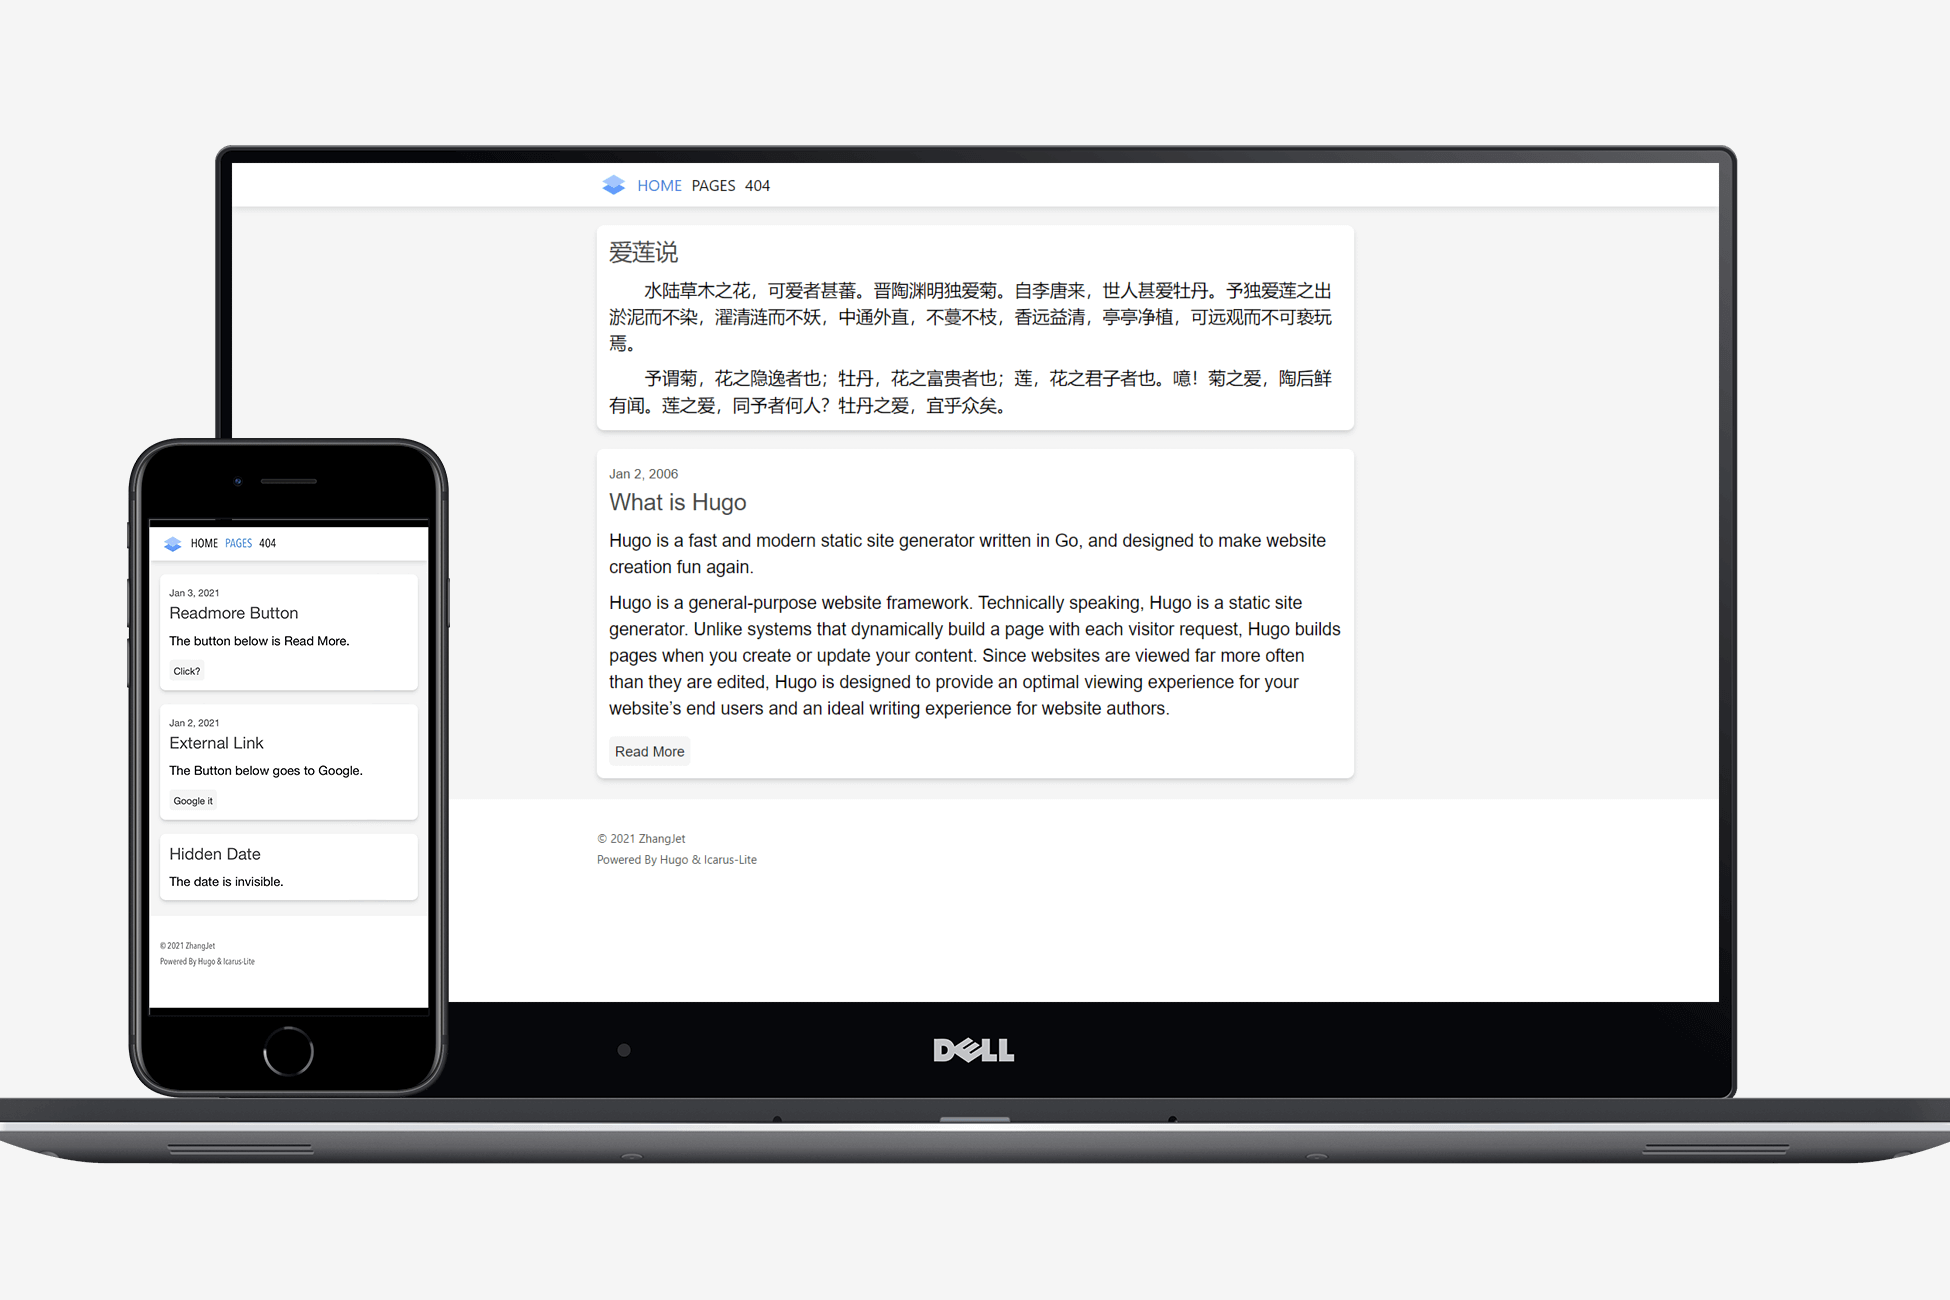 HOME PAGES 404
爱莲说
水陆草木之花，可爱者甚蕃。晋陶渊明独爱菊。自李唐来，世人甚爱牡丹。予独爱莲之出
淤泥而不染，濯清涟而不妖，中通外直，不蔓不枝，香远益清，亭亭净植，可远观而不可亵玩
焉。
予谓菊，花之隐逸者也；牡丹，花之富贵者也；莲，花之君子者也。噫！菊之爱，陶后鲜
有闻。莲之爱，同予者何人？牡丹之爱，宜乎众矣。
Jan 2, 2006
What is Hugo
Hugo is a fast and modern static site generator written in Go, and designed to make website
creation fun again.
Hugo is a general-purpose website framework. Technically speaking, Hugo is a static site
generator. Unlike systems that dynamically build a page with each visitor request, Hugo builds
pages when you create or update your content. Since websites are viewed far more often
than they are edited, Hugo is designed to provide an optimal viewing experience for your
website’s end users and an ideal writing experience for website authors.
Read More
© 2021 ZhangJet
Powered By Hugo & Icarus-Lite
DELL
HOME PAGES 404
Jan 3, 2021
Readmore Button
The button below is Read More.
Click?
Jan 2, 2021
External Link
The Button below goes to Google.
Google it
Hidden Date
The date is invisible.
© 2021 ZhangJet
Powered By Hugo & Icarus-Lite